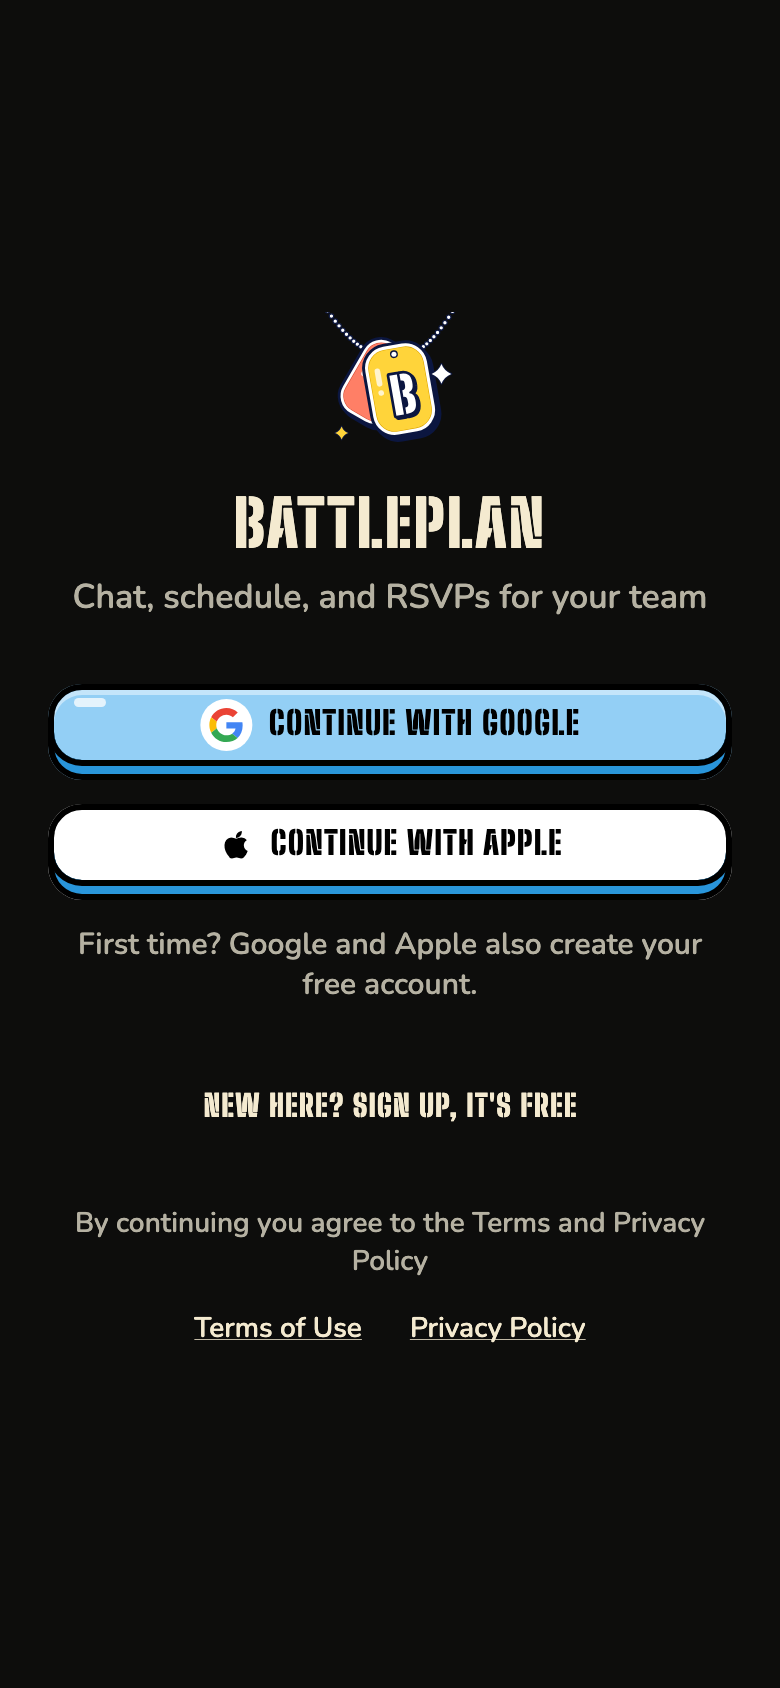 B
BATTLEPLAN
Chat, schedule, and RSVPs for your team
CONTINUE WITH GOOGLE
CONTINUE WITH APPLE
First time? Google and Apple also create your
free account.
NEW HERE? SIGN UP, IT'S FREE
By continuing you agree to the Terms and Privacy
Policy
Terms of Use Privacy Policy